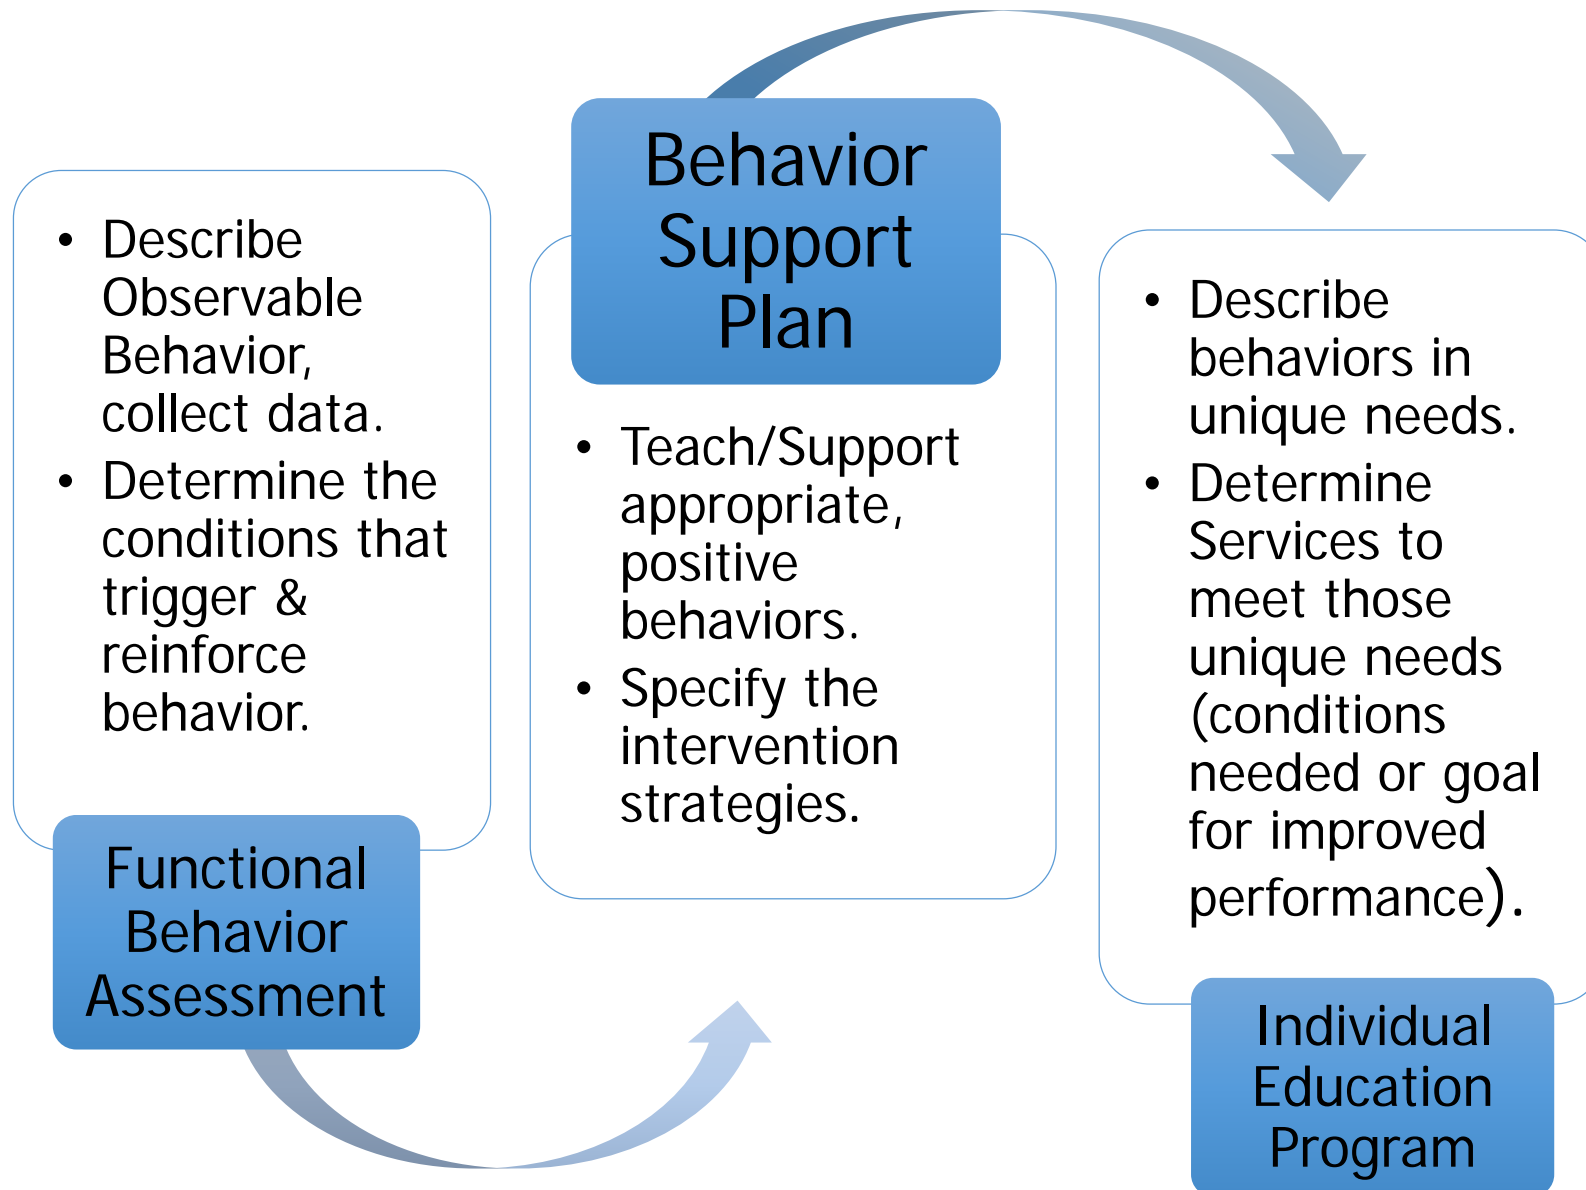 • Describe
Observable
Behavior,
collect data.
• Determine the
conditions that
trigger &
reinforce
behavior.
Functional
Behavior
Assessment
Behavior
Support
Plan
• Teach/Support
appropriate,
positive
behaviors.
• Specify the
intervention
strategies.
• Describe
behaviors in
unique needs.
• Determine
Services to
meet those
unique needs
(conditions
needed or goal
for improved
performance).
Individual
Education
Program